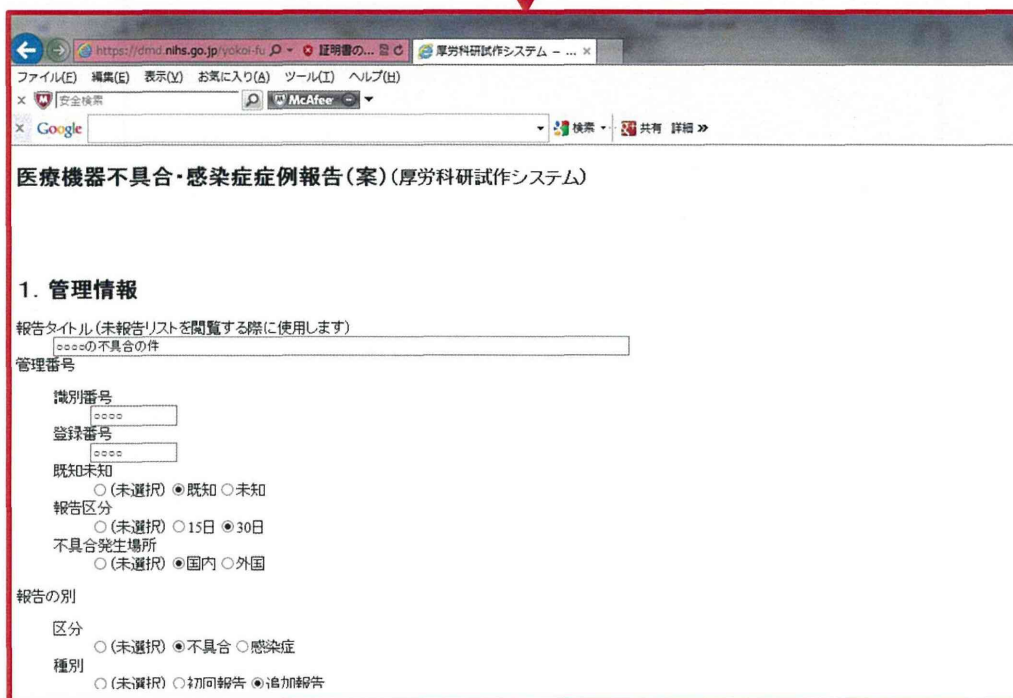 https://dmd.nihs.go.jp/yokoi-fu 証明書の... 厚労科研試作システム － ... ×
ファイル(F) 編集(E) 表示(V) お気に入り(A) ツール(T) ヘルプ(H)
× 安全検索 McAfee
× Google 検索 共有 詳細 »
医療機器不具合・感染症症例報告(案)(厚労科研試作システム)
1. 管理情報
報告タイトル(未報告リストを閲覧する際に使用します)
○○○○の不具合の件
管理番号
識別番号
○○○○
登録番号
○○○○
既知未知
○(未選択) ◉既知 ○未知
報告区分
○(未選択) ○15日 ◉30日
不具合発生場所
○(未選択) ◉国内 ○外国
報告の別
区分
○(未選択) ◉不具合 ○感染症
種別
○(未選択) ○初回報告 ◉追加報告